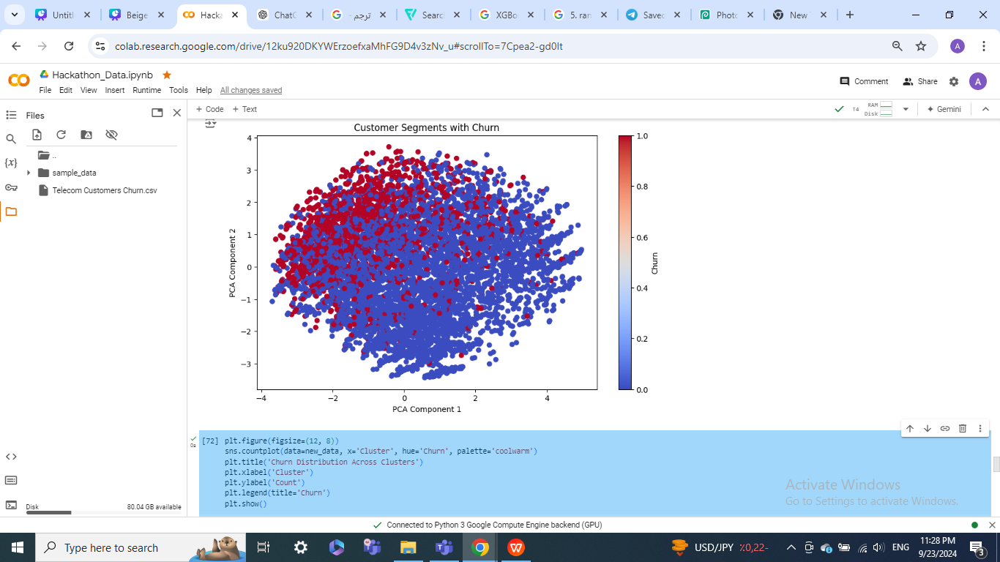 Untitl
Beige
Hacka
ChatG
ترجم -
Searc
XGBo
5. ran
Saved
Photo
New
colab.research.google.com/drive/12ku920DKYWErzoefxaMhFG9D4v3zNv_u#scrollTo=7Cpea2-gd0lt
A
Hackathon_Data.ipynb
Comment
Share
A
File Edit View Insert Runtime Tools Help All changes saved
Files
+ Code + Text
T4
RAM
Disk
Gemini
..
sample_data
Telecom Customers Churn.csv
{x}
Customer Segments with Churn
4
3
2
1
0
−1
−2
−3
PCA Component 2
−4 −2 0 2 4
PCA Component 1
1.0
0.8
0.6
0.4
0.2
0.0
Churn
0s
[72] plt.figure(figsize=(12, 8))
sns.countplot(data=new_data, x='Cluster', hue='Churn', palette='coolwarm')
plt.title('Churn Distribution Across Clusters')
plt.xlabel('Cluster')
plt.ylabel('Count')
plt.legend(title='Churn')
plt.show()
Activate Windows
Go to Settings to activate Windows.
Disk 80.04 GB available
Connected to Python 3 Google Compute Engine backend (GPU)
Type here to search
USD/JPY ٪0,22-
ENG
11:28 PM
9/23/2024
3